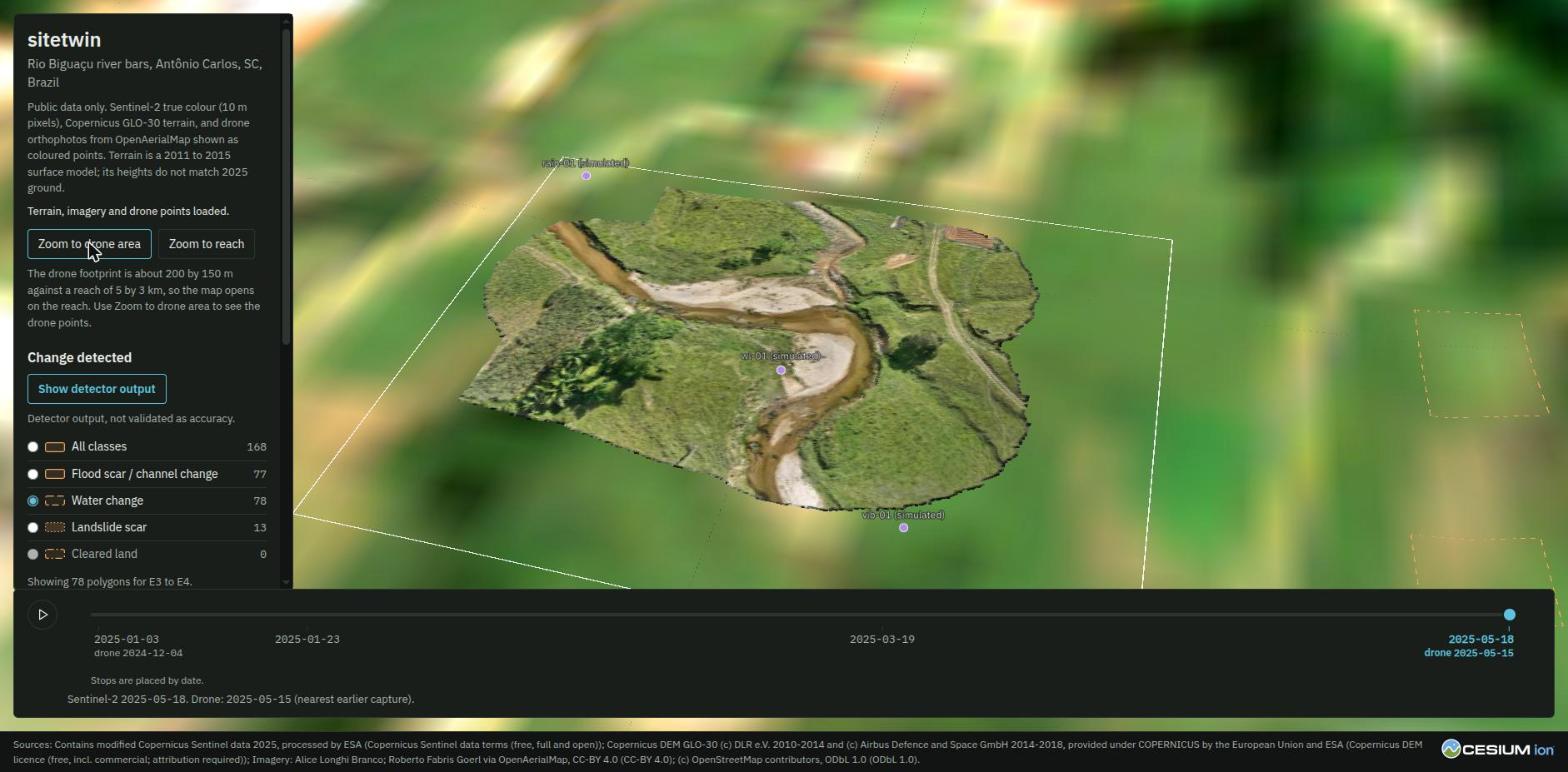 sitetwin
Rio Biguaçu river bars, Antônio Carlos, SC,
Brazil
Public data only. Sentinel-2 true colour (10 m
pixels), Copernicus GLO-30 terrain, and drone
orthophotos from OpenAerialMap shown as
coloured points. Terrain is a 2011 to 2015
surface model; its heights do not match 2025
ground.
Terrain, imagery and drone points loaded.
Zoom to drone area
Zoom to reach
The drone footprint is about 200 by 150 m
against a reach of 5 by 3 km, so the map opens
on the reach. Use Zoom to drone area to see the
drone points.
Change detected
Show detector output
Detector output, not validated as accuracy.
All classes 168
Flood scar / channel change 77
Water change 78
Landslide scar 13
Cleared land 0
Showing 78 polygons for E3 to E4.
rain-01 (simulated)
wl-01 (simulated)
vib-01 (simulated)
2025-01-03
drone 2024-12-04
2025-01-23
2025-03-19
2025-05-18
drone 2025-05-15
Stops are placed by date.
Sentinel-2 2025-05-18. Drone: 2025-05-15 (nearest earlier capture).
Sources: Contains modified Copernicus Sentinel data 2025, processed by ESA (Copernicus Sentinel data terms (free, full and open)); Copernicus DEM GLO-30 (c) DLR e.V. 2010-2014 and (c) Airbus Defence and Space GmbH 2014-2018, provided under COPERNICUS by the European Union and ESA (Copernicus DEM
licence (free, incl. commercial; attribution required)); Imagery: Alice Longhi Branco; Roberto Fabris Goerl via OpenAerialMap, CC-BY 4.0 (CC-BY 4.0); (c) OpenStreetMap contributors, ODbL 1.0 (ODbL 1.0).
CESIUM ion